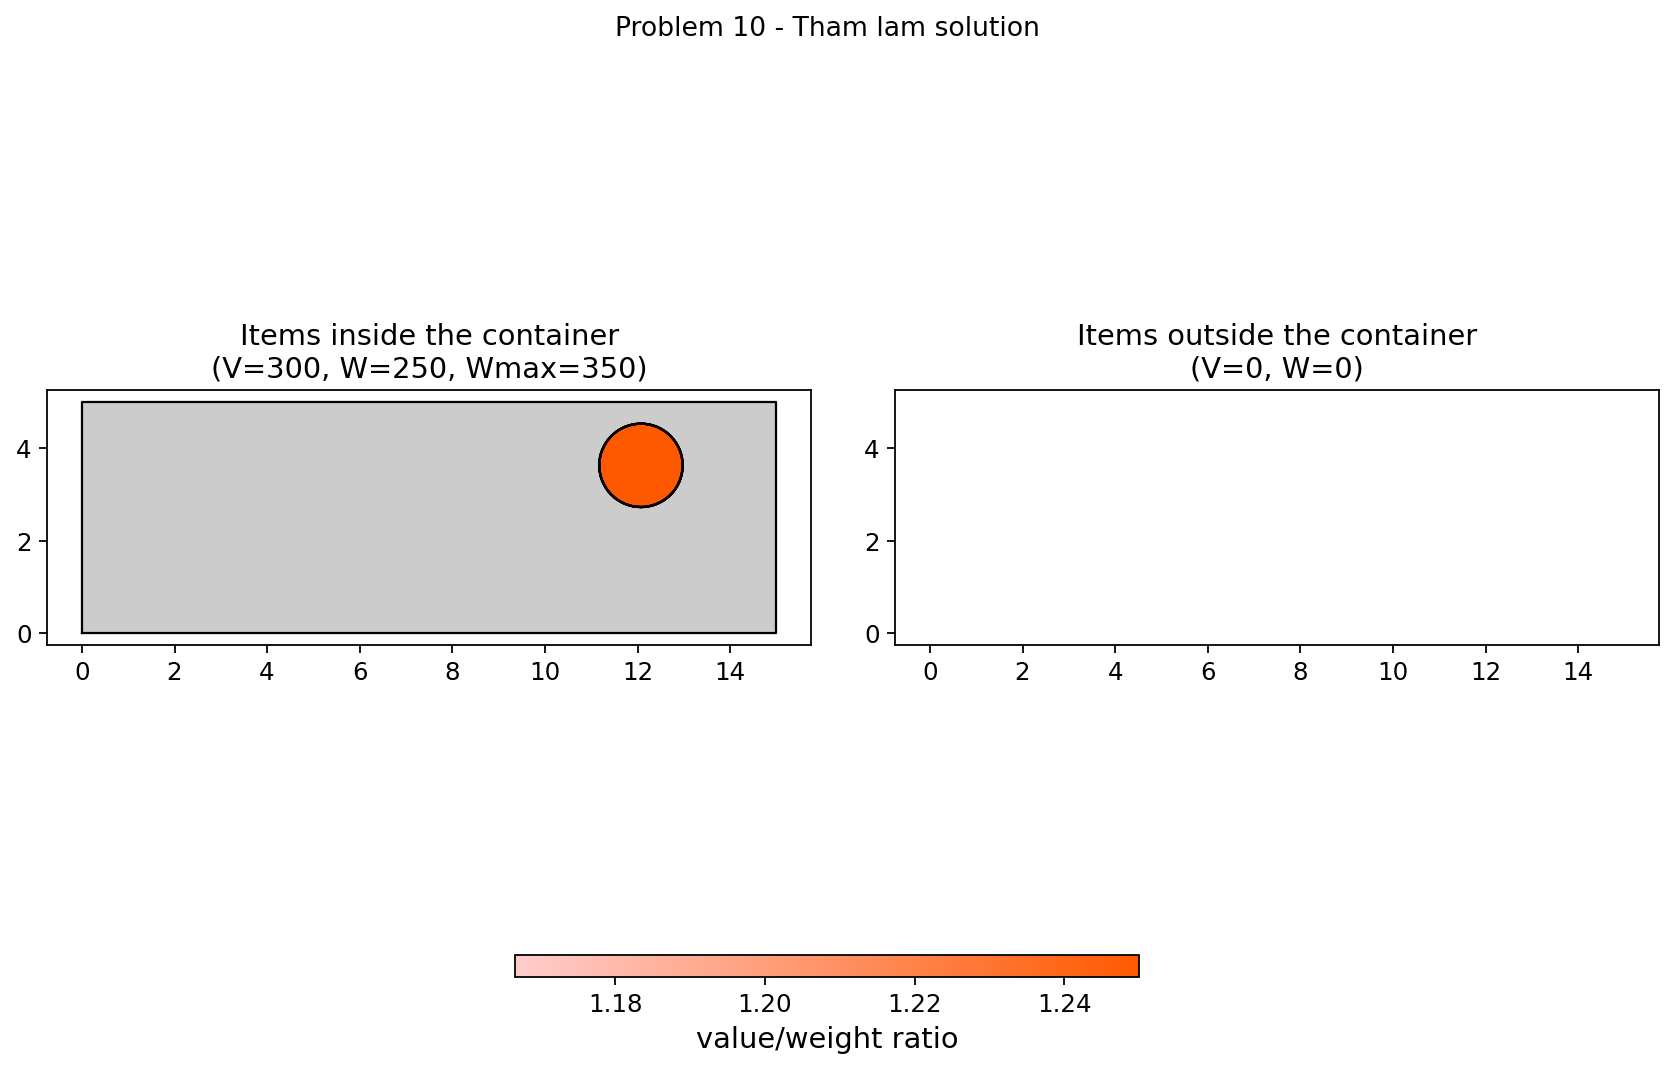 Problem 10 - Tham lam solution
Items inside the container
(V=300, W=250, Wmax=350)
4
2
0
0 2 4 6 8 10 12 14
Items outside the container
(V=0, W=0)
4
2
0
0 2 4 6 8 10 12 14
1.18 1.20 1.22 1.24
value/weight ratio